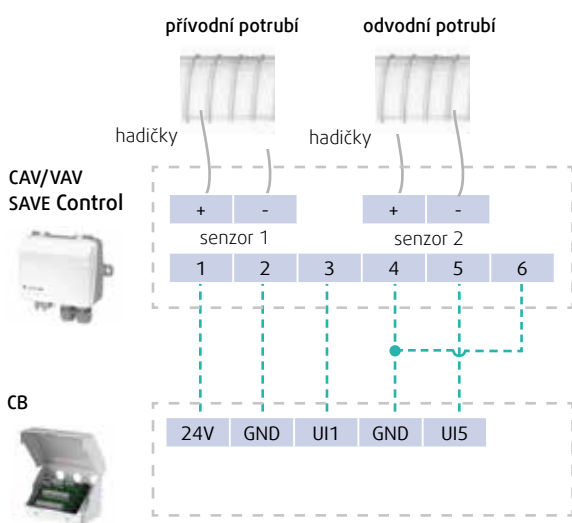 přívodní potrubí
odvodní potrubí
hadičky
hadičky
CAV/VAV
SAVE Control
+ - + -
senzor 1 senzor 2
1 2 3 4 5 6
CB
24V GND UI1 GND UI5